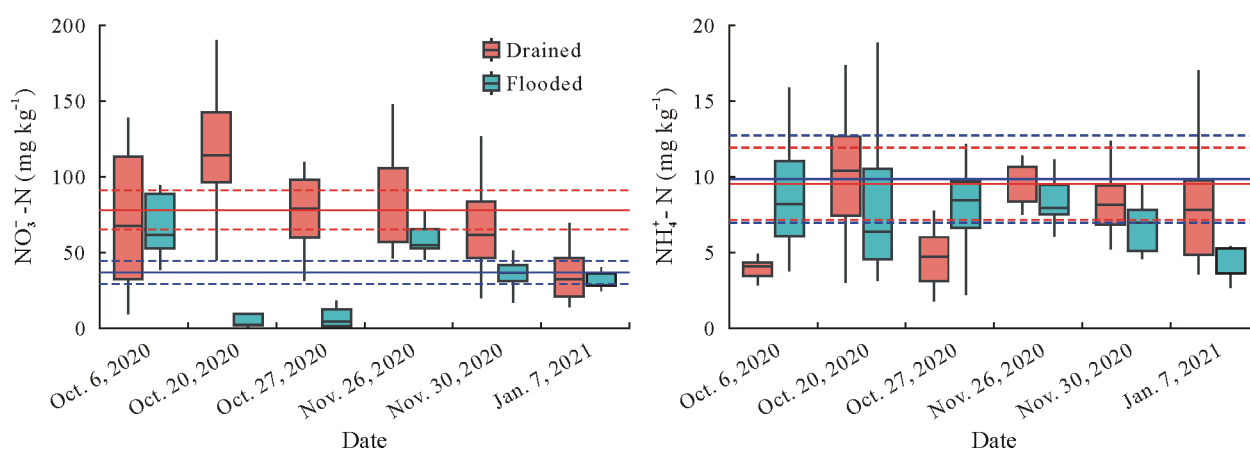 200
150
100
50
0
NO₃⁻-N (mg kg⁻¹)
Drained
Flooded
Oct. 6, 2020
Oct. 20, 2020
Oct. 27, 2020
Nov. 26, 2020
Nov. 30, 2020
Jan. 7, 2021
Date
20
15
10
5
0
NH₄⁺- N (mg kg⁻¹)
Oct. 6, 2020
Oct. 20, 2020
Oct. 27, 2020
Nov. 26, 2020
Nov. 30, 2020
Jan. 7, 2021
Date